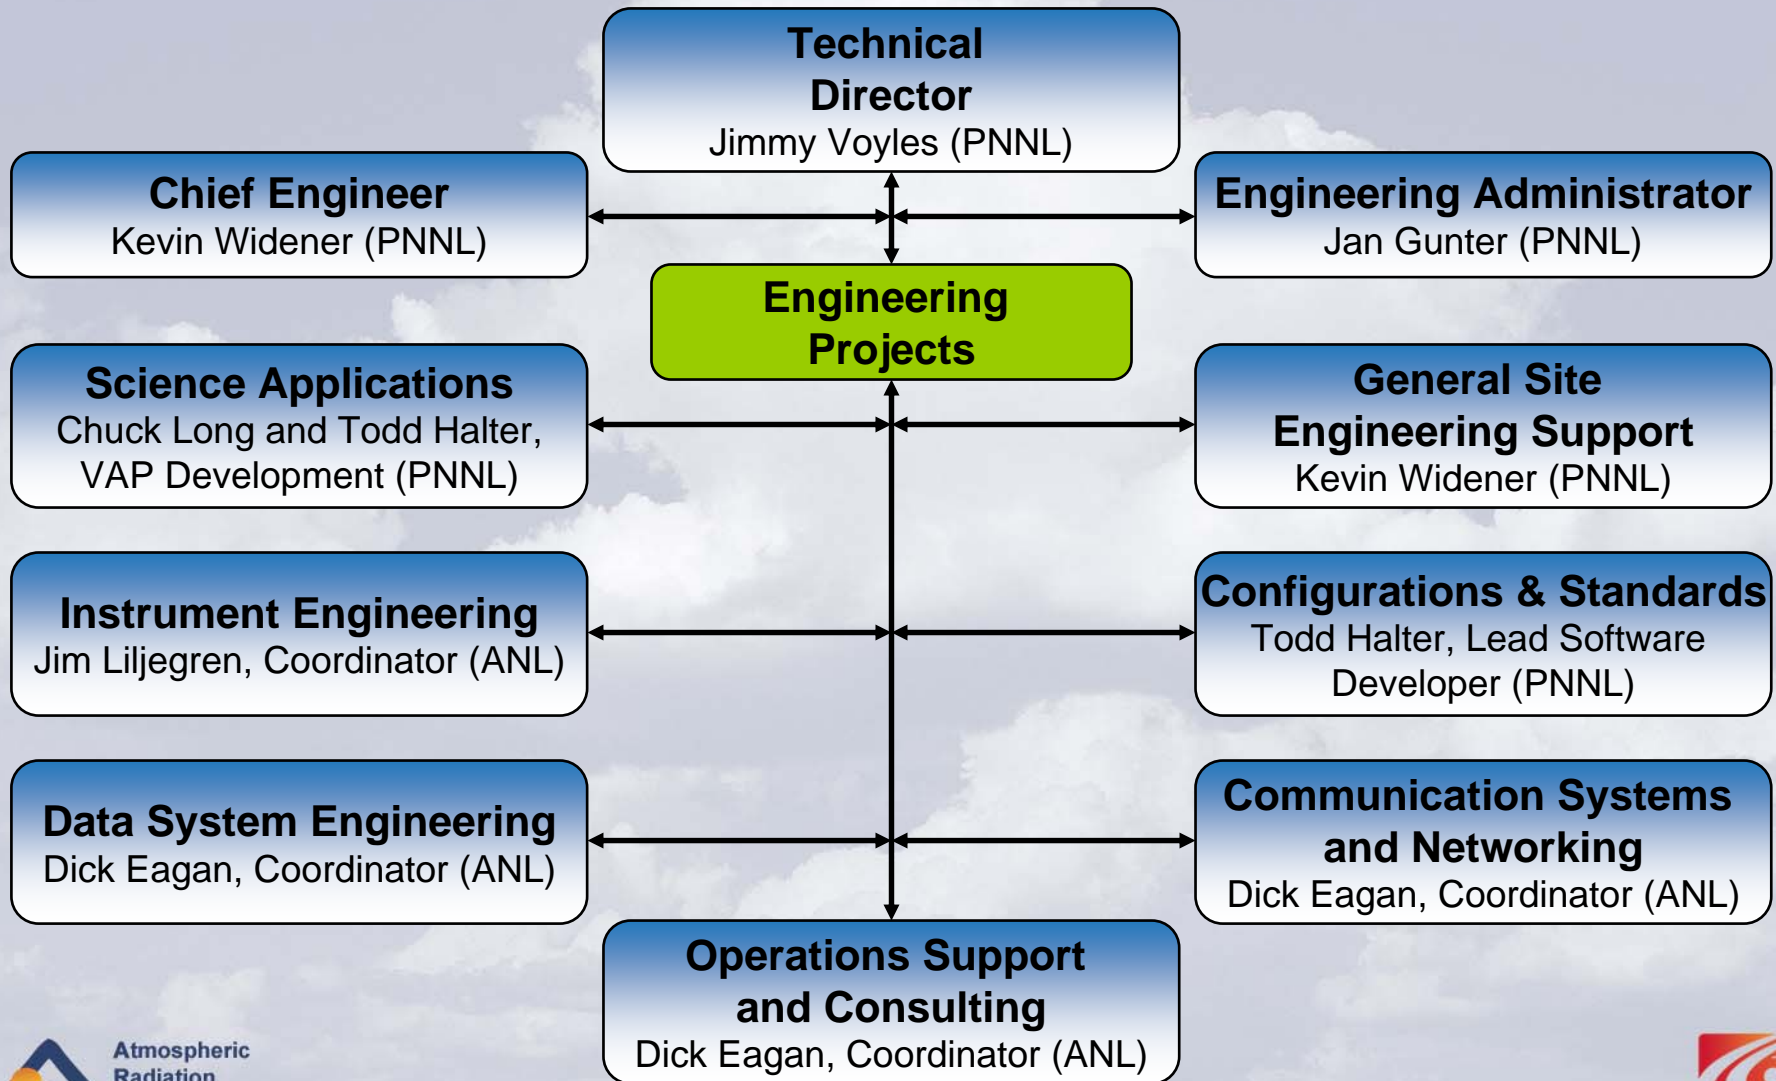 Technical
Director
Jimmy Voyles (PNNL)
Chief Engineer
Kevin Widener (PNNL)
Engineering Administrator
Jan Gunter (PNNL)
Engineering
Projects
Science Applications
Chuck Long and Todd Halter,
VAP Development (PNNL)
General Site
Engineering Support
Kevin Widener (PNNL)
Instrument Engineering
Jim Liljegren, Coordinator (ANL)
Configurations & Standards
Todd Halter, Lead Software
Developer (PNNL)
Data System Engineering
Dick Eagan, Coordinator (ANL)
Communication Systems
and Networking
Dick Eagan, Coordinator (ANL)
Operations Support
and Consulting
Dick Eagan, Coordinator (ANL)
Atmospheric
Radiation